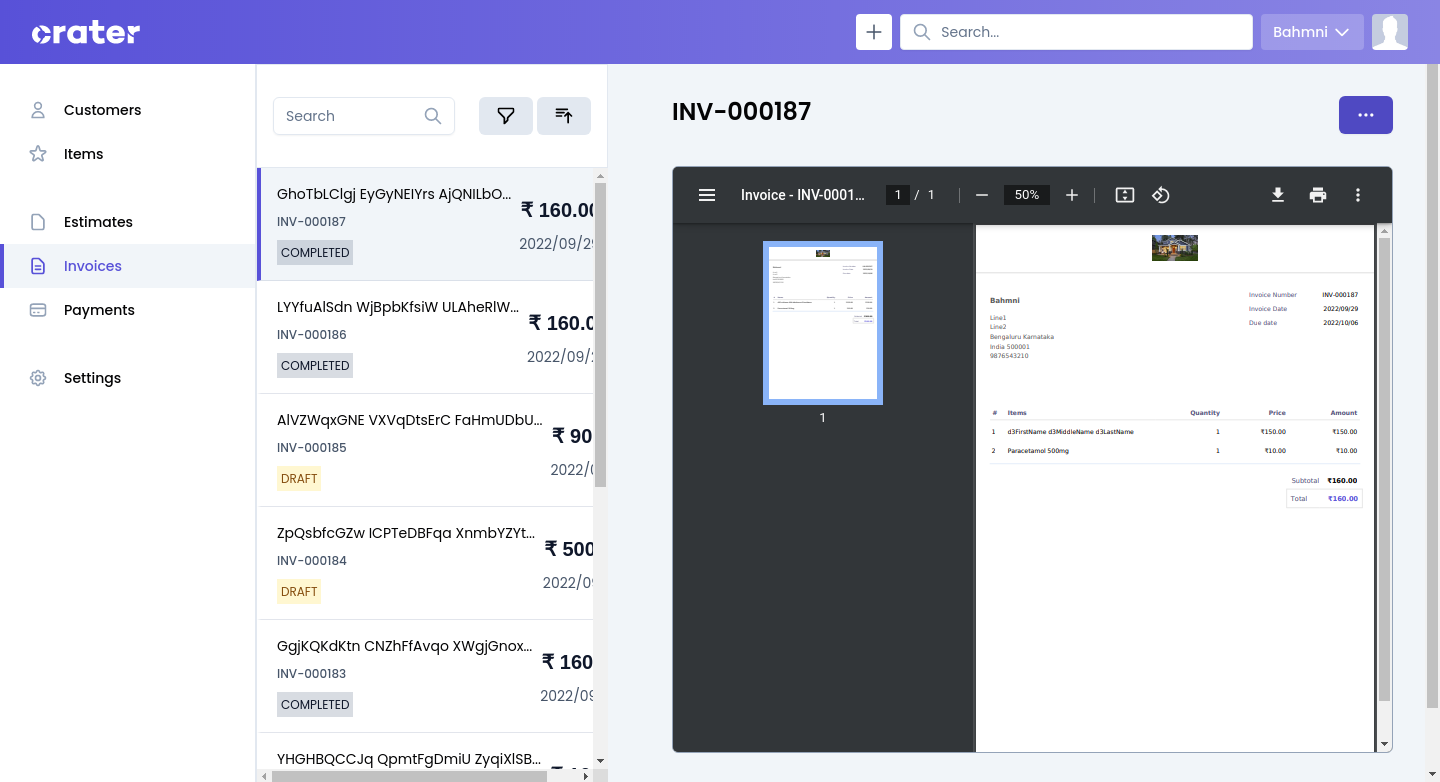 crater
Search...
Bahmni
Customers
Items
Estimates
Invoices
Payments
Settings
Search
GhoTbLClgj EyGyNEIYrs AjQNILbO...
INV-000187
₹ 160.00
COMPLETED
2022/09/29
LYYfuAlSdn WjBpbKfsiW ULAheRlW...
INV-000186
₹ 160.0
COMPLETED
2022/09/2
AlVZWqxGNE VXVqDtsErC FaHmUDbU...
INV-000185
₹ 90
DRAFT
2022/0
ZpQsbfcGZw ICPTeDBFqa XnmbYZYt...
INV-000184
₹ 500
DRAFT
2022/09
GgjKQKdKtn CNZhFfAvqo XWgjGnox...
INV-000183
₹ 160
COMPLETED
2022/09
YHGHBQCCJq QpmtFgDmiU ZyqiXlSB...
INV-000187
Invoice - INV-0001...
1 / 1
50%
1
Bahmni
Line1
Line2
Bengaluru Karnataka
India 500001
9876543210
Invoice Number INV-000187
Invoice Date 2022/09/29
Due date 2022/10/06
# Items Quantity Price Amount
1 d3FirstName d3MiddleName d3LastName 1 ₹150.00 ₹150.00
2 Paracetamol 500mg 1 ₹10.00 ₹10.00
Subtotal ₹160.00
Total ₹160.00